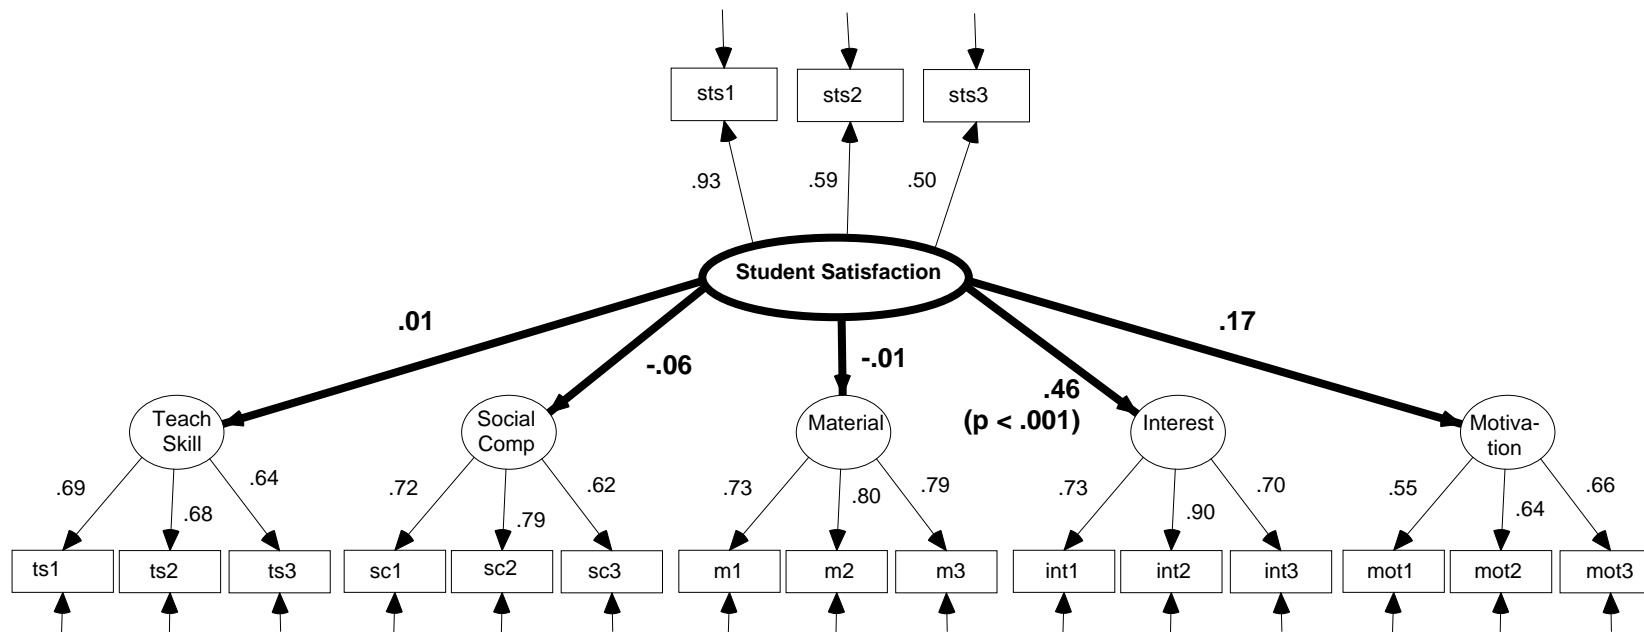 sts1
sts2
sts3
.93
.59
.50
Student Satisfaction
.01
-.06
-.01
.46
(p < .001)
.17
Teach
Skill
Social
Comp
Material
Interest
Motiva-
tion
.69
.68
.64
.72
.79
.62
.73
.80
.79
.73
.90
.70
.55
.64
.66
ts1
ts2
ts3
sc1
sc2
sc3
m1
m2
m3
int1
int2
int3
mot1
mot2
mot3